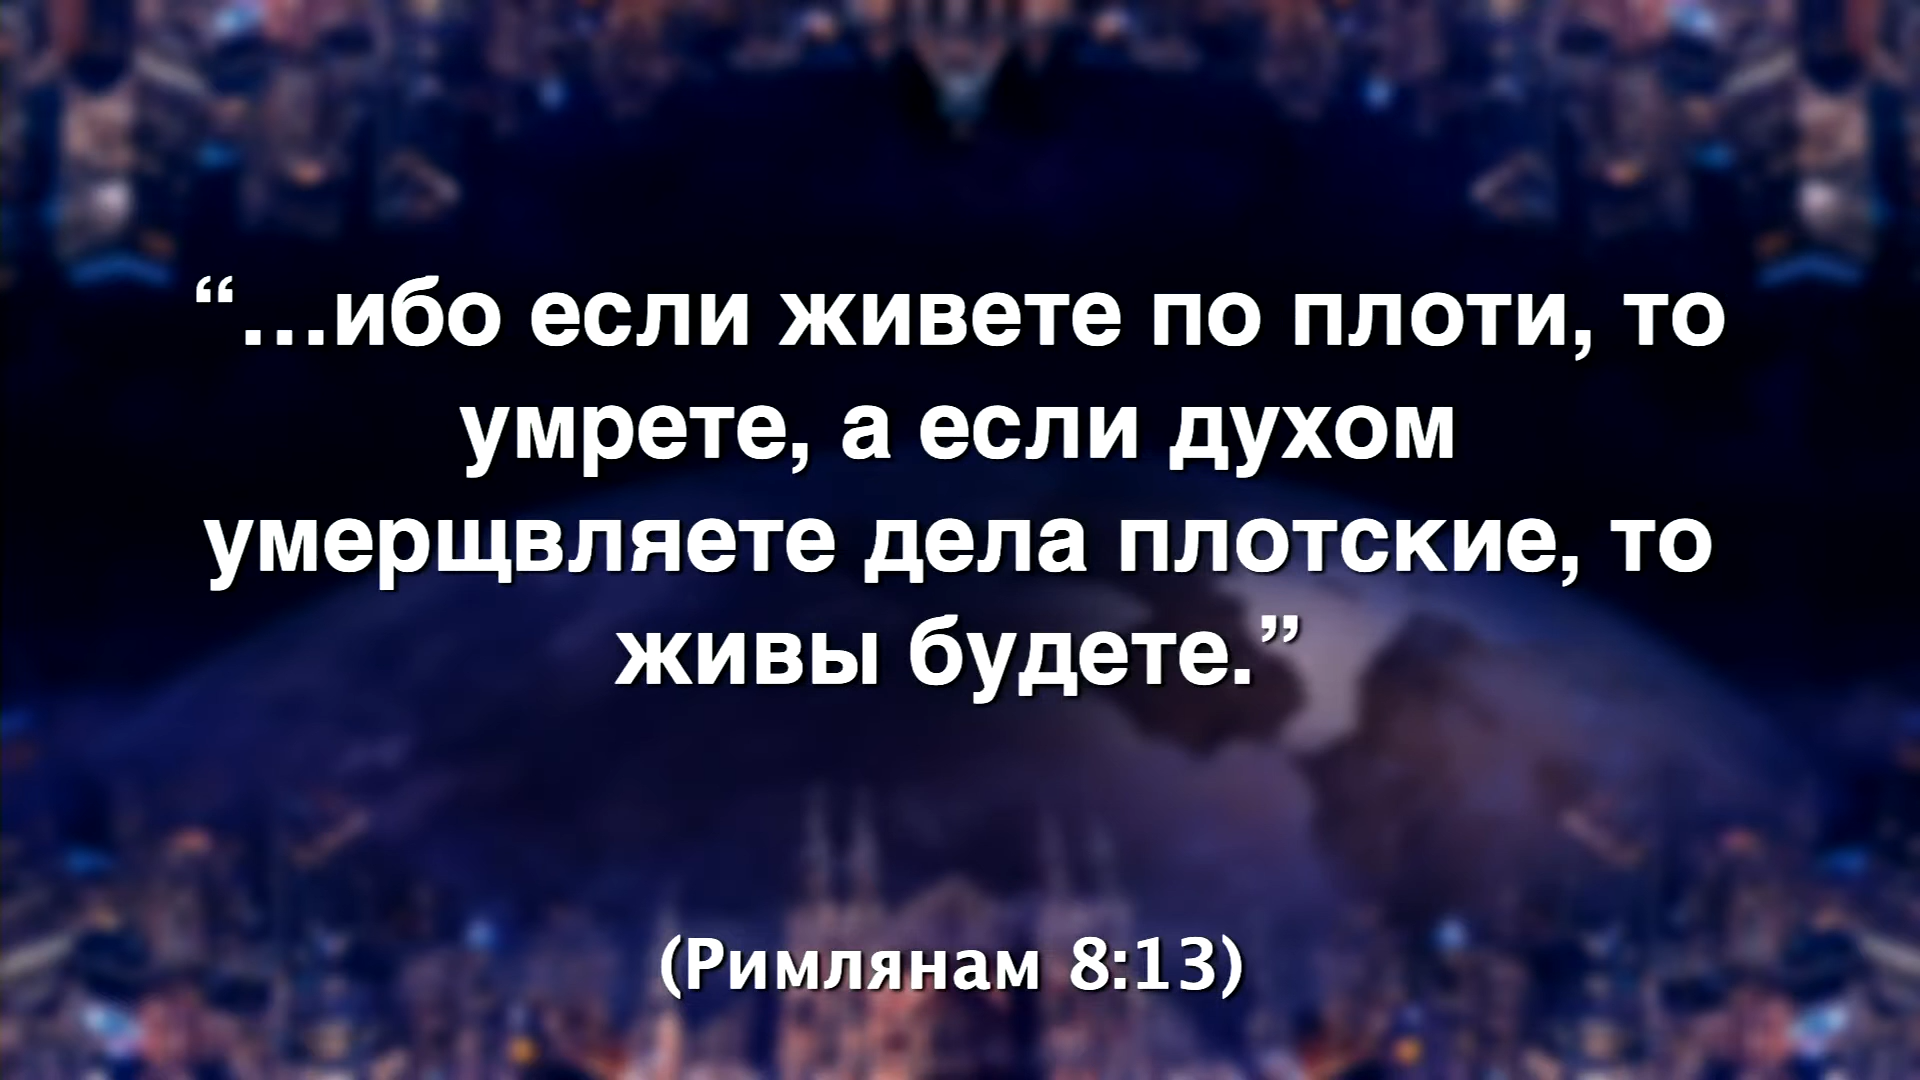 “...ибо если живете по плоти, то
умрете, а если духом
умерщвляете дела плотские, то
живы будете.”
(Римлянам 8:13)